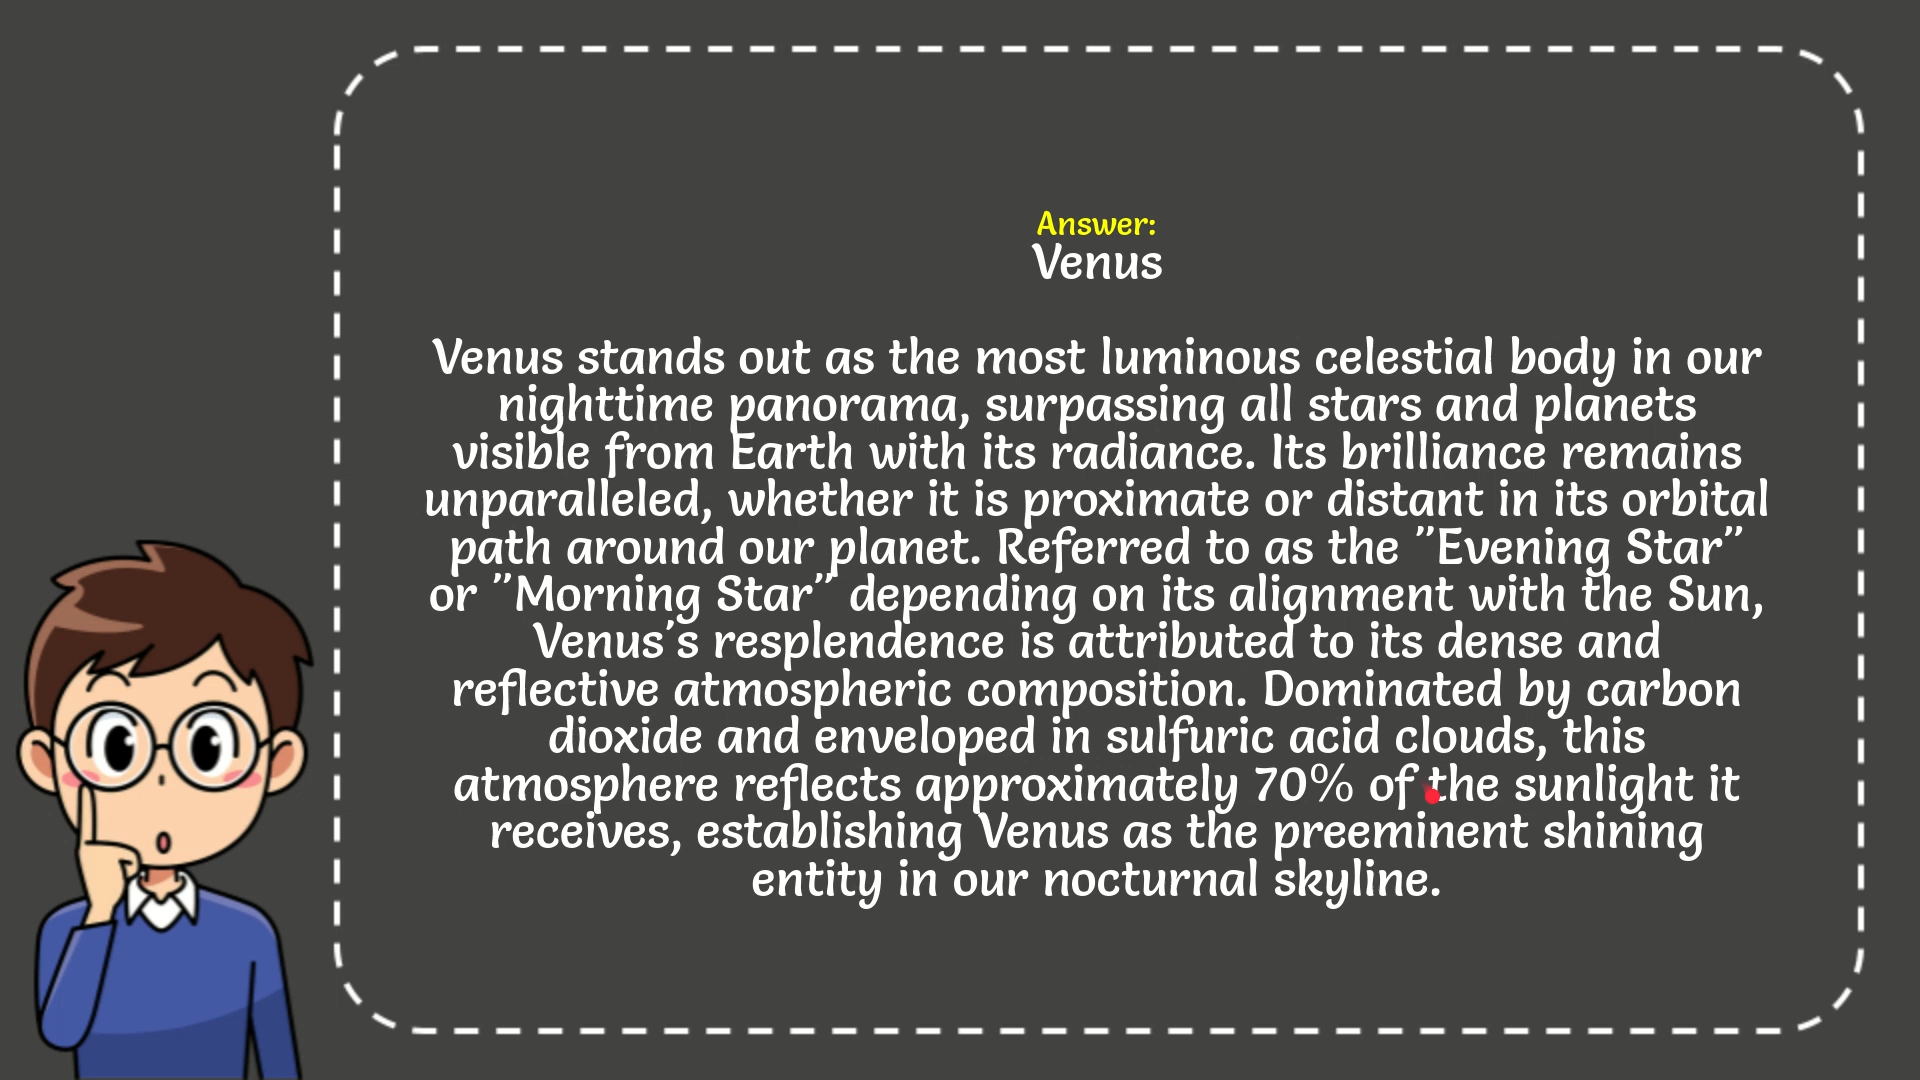 Answer:
Venus
Venus stands out as the most luminous celestial body in our
nighttime panorama, surpassing all stars and planets
visible from Earth with its radiance. Its brilliance remains
unparalleled, whether it is proximate or distant in its orbital
path around our planet. Referred to as the "Evening Star"
or "Morning Star" depending on its alignment with the Sun,
Venus's resplendence is attributed to its dense and
reflective atmospheric composition. Dominated by carbon
dioxide and enveloped in sulfuric acid clouds, this
atmosphere reflects approximately 70% of the sunlight it
receives, establishing Venus as the preeminent shining
entity in our nocturnal skyline.